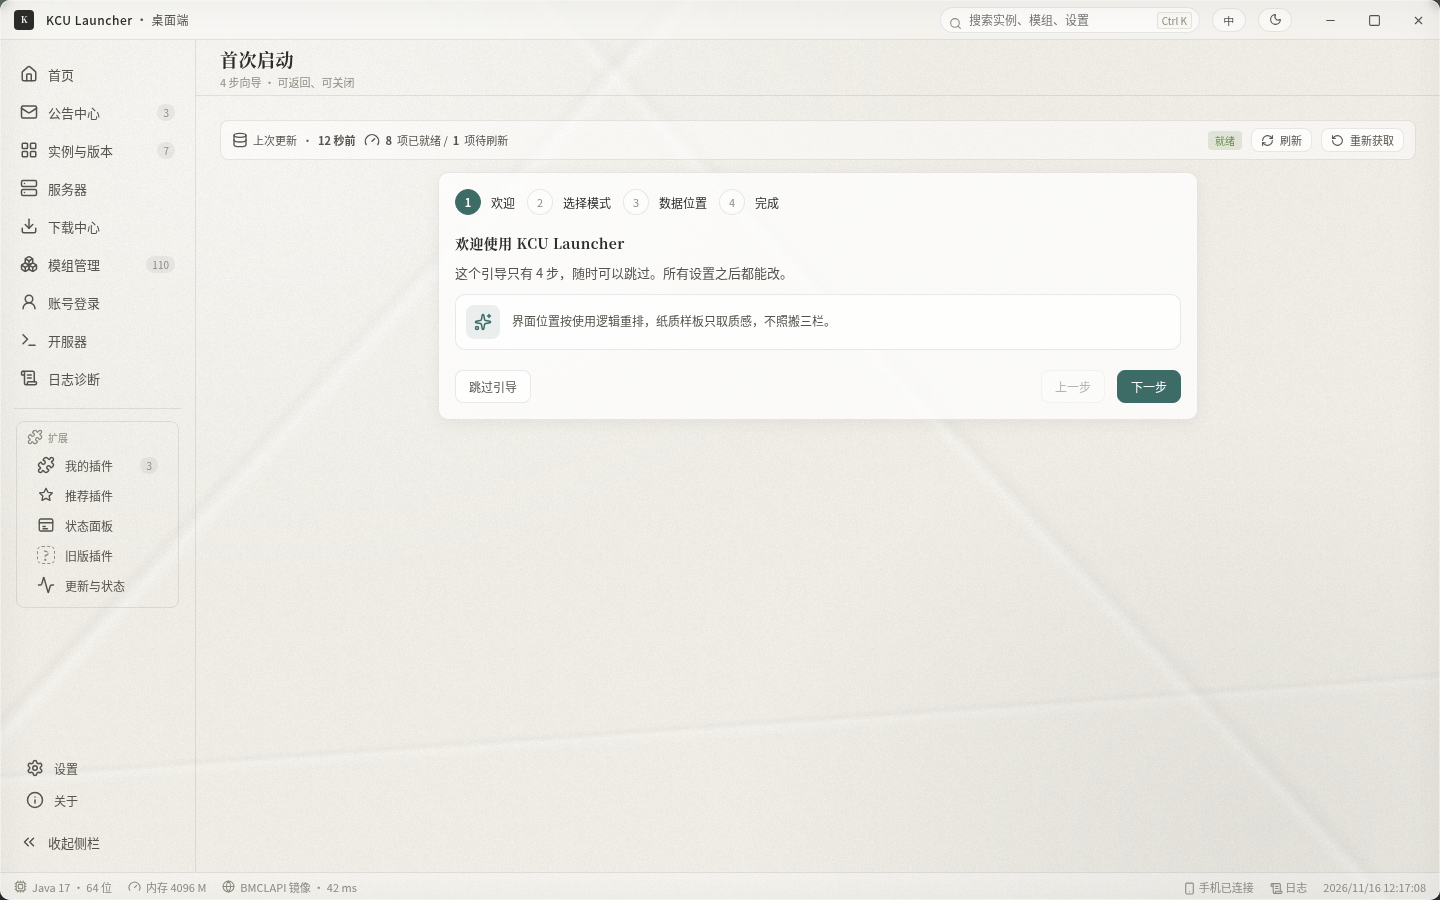 K KCU Launcher · 桌面端
搜索实例、模组、设置 Ctrl K 中
首页
公告中心 3
实例与版本 7
服务器
下载中心
模组管理 110
账号登录
开服器
日志诊断
扩展
我的插件 3
推荐插件
状态面板
旧版插件
更新与状态
设置
关于
收起侧栏
首次启动
4 步向导 · 可返回、可关闭
上次更新 · 12 秒前 8 项已就绪 / 1 项待刷新 就绪 刷新 重新获取
1 欢迎 2 选择模式 3 数据位置 4 完成
欢迎使用 KCU Launcher
这个引导只有 4 步，随时可以跳过。所有设置之后都能改。
界面位置按使用逻辑重排，纸质样板只取质感，不照搬三栏。
跳过引导 上一步 下一步
Java 17 · 64 位 内存 4096 M BMCLAPI 镜像 · 42 ms 手机已连接 日志 2026/11/16 12:17:08